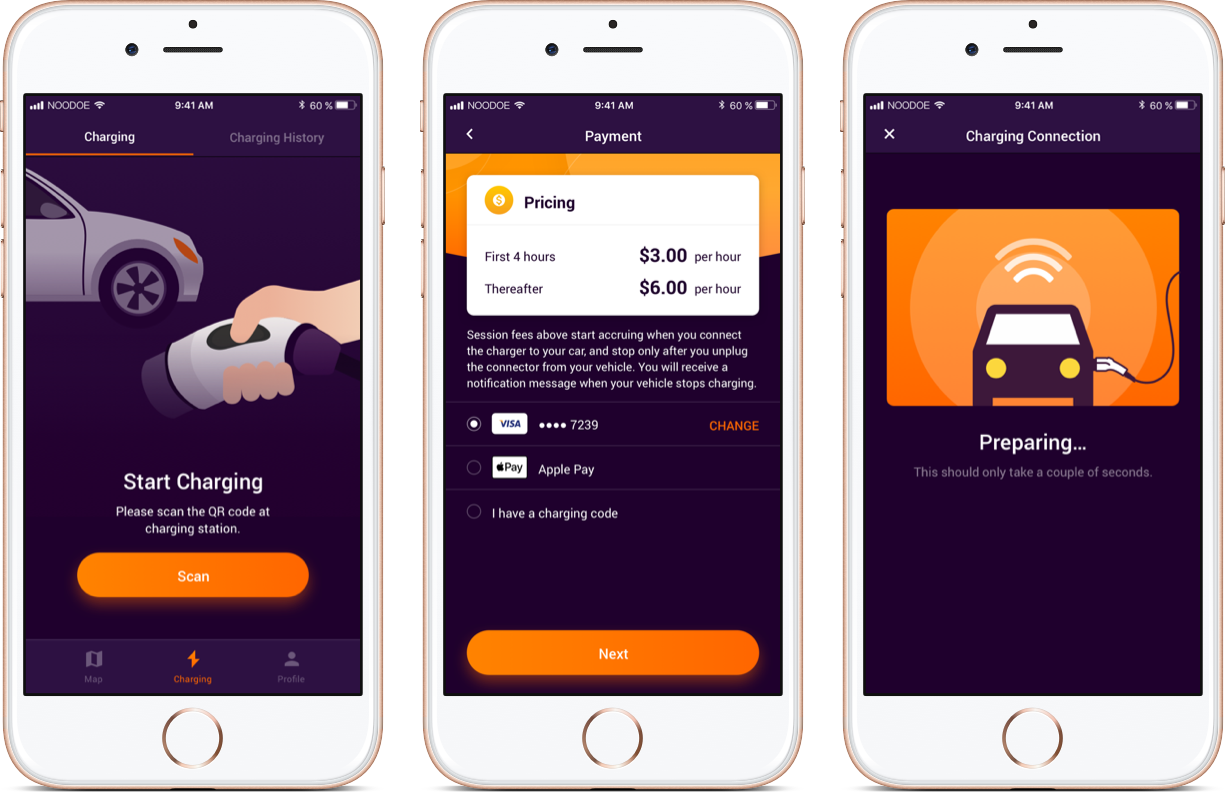 NOODOE 9:41 AM 60 %
Charging Charging History
Start Charging
Please scan the QR code at
charging station.
Scan
Map Charging Profile
NOODOE 9:41 AM 60 %
Payment
$ Pricing
First 4 hours $3.00 per hour
Thereafter $6.00 per hour
Session fees above start accruing when you connect
the charger to your car, and stop only after you unplug
the connector from your vehicle. You will receive a
notification message when your vehicle stops charging.
VISA •••• 7239 CHANGE
Pay Apple Pay
I have a charging code
Next
NOODOE 9:41 AM 60 %
Charging Connection
Preparing...
This should only take a couple of seconds.